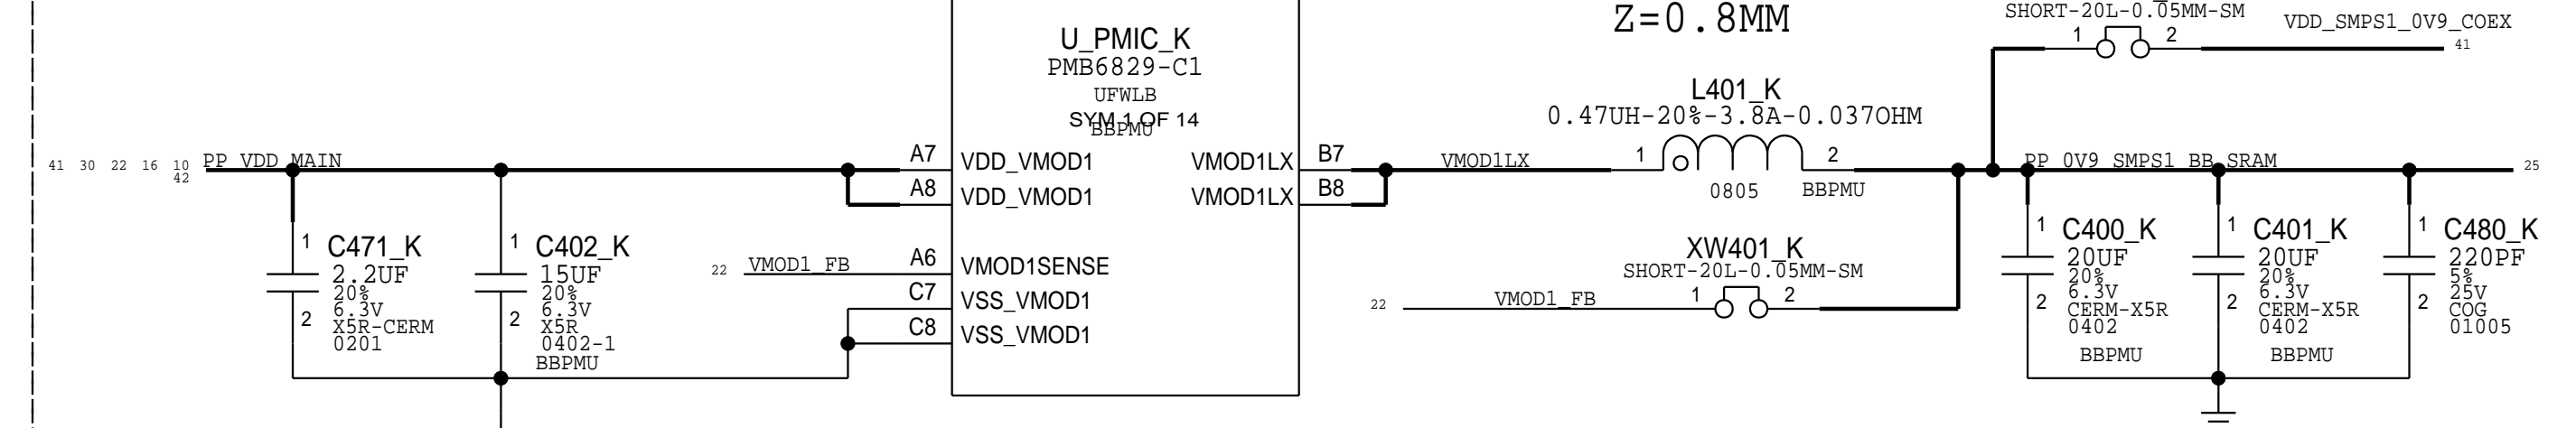 Z=0.8MM
SHORT-20L-0.05MM-SM
VDD_SMPS1_0V9_COEX
1
2
41
U_PMIC_K
PMB6829-C1
UFWLB
SYM 1 OF 14
BBPMU
L401_K
0.47UH-20%-3.8A-0.037OHM
41 30 22 16 10
42
PP_VDD_MAIN
A7
VDD_VMOD1
VMOD1LX
B7
VMOD1LX
1
2
PP_0V9_SMPS1_BB_SRAM
25
A8
VDD_VMOD1
VMOD1LX
B8
0805
BBPMU
1
C471_K
2.2UF
20%
6.3V
2
X5R-CERM
0201
1
C402_K
15UF
20%
6.3V
2
X5R
0402-1
BBPMU
22
VMOD1_FB
A6
VMOD1SENSE
C7
VSS_VMOD1
C8
VSS_VMOD1
XW401_K
SHORT-20L-0.05MM-SM
22
VMOD1_FB
1
2
1
C400_K
20UF
20%
6.3V
2
CERM-X5R
0402
BBPMU
1
C401_K
20UF
20%
6.3V
2
CERM-X5R
0402
BBPMU
1
C480_K
220PF
5%
25V
2
COG
01005